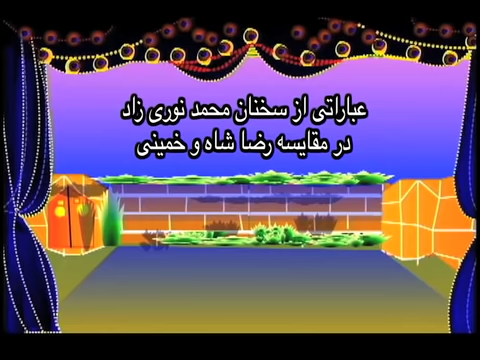 عباراتی از سخنان محمد نوری زاد
در مقایسه رضا شاه و خمینی